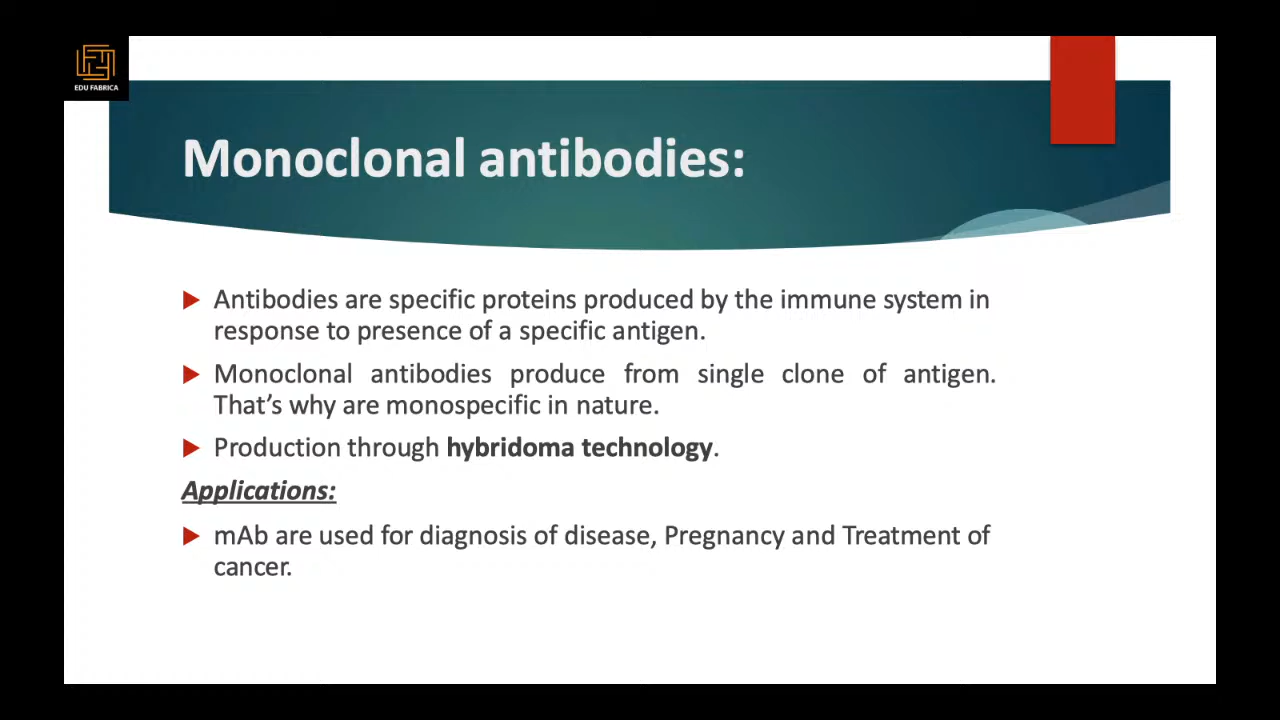 EDU FABRICA
Monoclonal antibodies:
Antibodies are specific proteins produced by the immune system in
response to presence of a specific antigen.
Monoclonal antibodies produce from single clone of antigen.
That’s why are monospecific in nature.
Production through hybridoma technology.
Applications:
mAb are used for diagnosis of disease, Pregnancy and Treatment of
cancer.